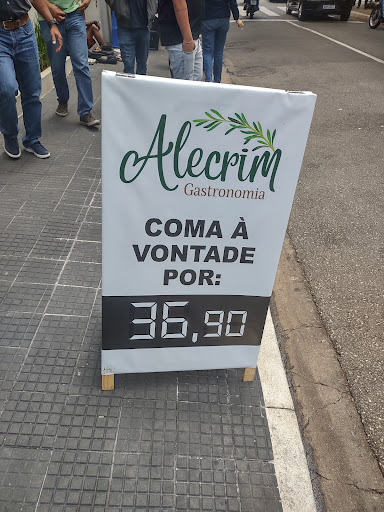 Alecrim
Gastronomia
COMA À
VONTADE
POR:
36,90